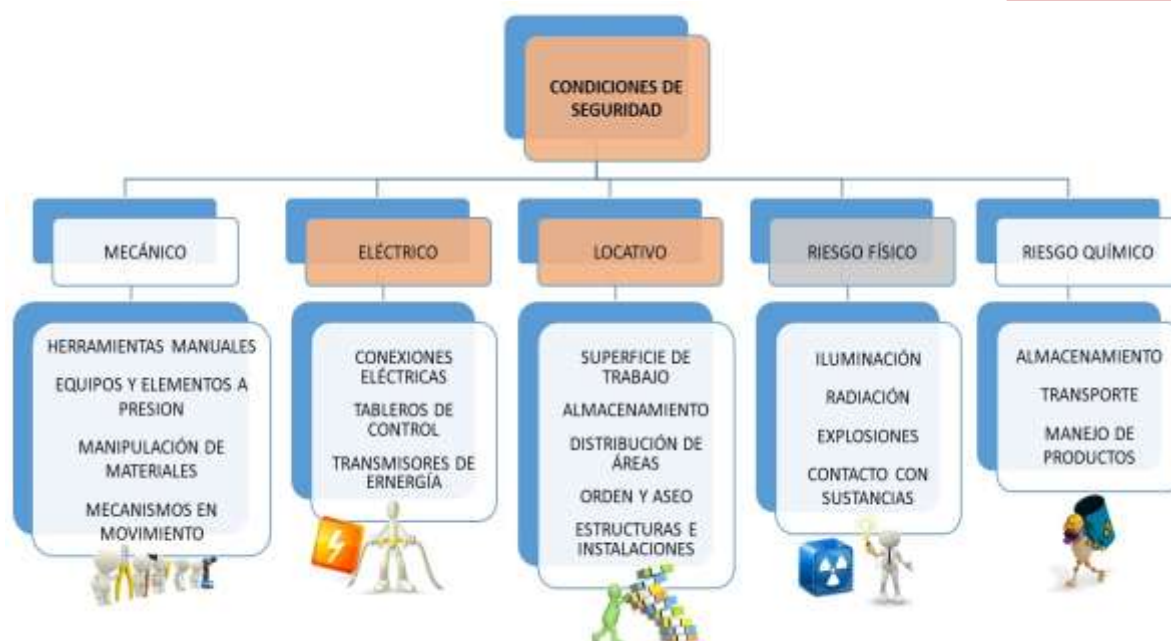 CONDICIONES DE
SEGURIDAD
MECÁNICO
HERRAMIENTAS MANUALES
EQUIPOS Y ELEMENTOS A
PRESION
MANIPULACIÓN DE
MATERIALES
MECANISMOS EN
MOVIMIENTO
ELÉCTRICO
CONEXIONES
ELÉCTRICAS
TABLEROS DE
CONTROL
TRANSMISORES DE
ERNERGÍA
LOCATIVO
SUPERFICIE DE
TRABAJO
ALMACENAMIENTO
DISTRIBUCIÓN DE
ÁREAS
ORDEN Y ASEO
ESTRUCTURAS E
INSTALACIONES
RIESGO FÍSICO
ILUMINACIÓN
RADIACIÓN
EXPLOSIONES
CONTACTO CON
SUSTANCIAS
RIESGO QUÍMICO
ALMACENAMIENTO
TRANSPORTE
MANEJO DE
PRODUCTOS